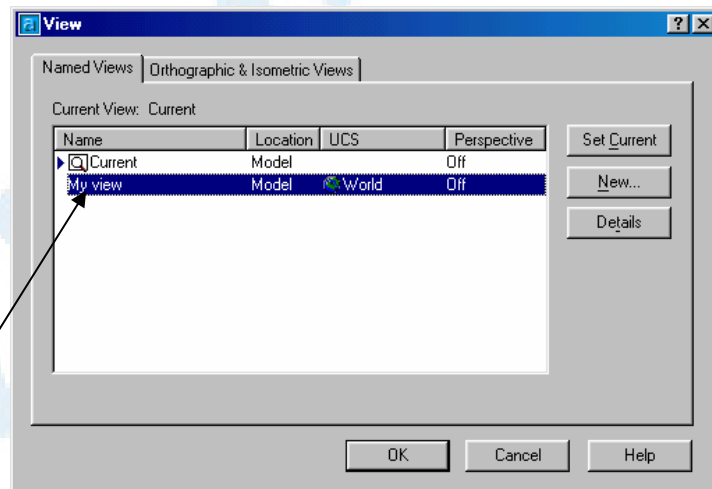 View
Named Views Orthographic & Isometric Views
Current View: Current
Name Location UCS Perspective
Current Model Off
My view Model World Off
Set Current
New...
Details
OK Cancel Help